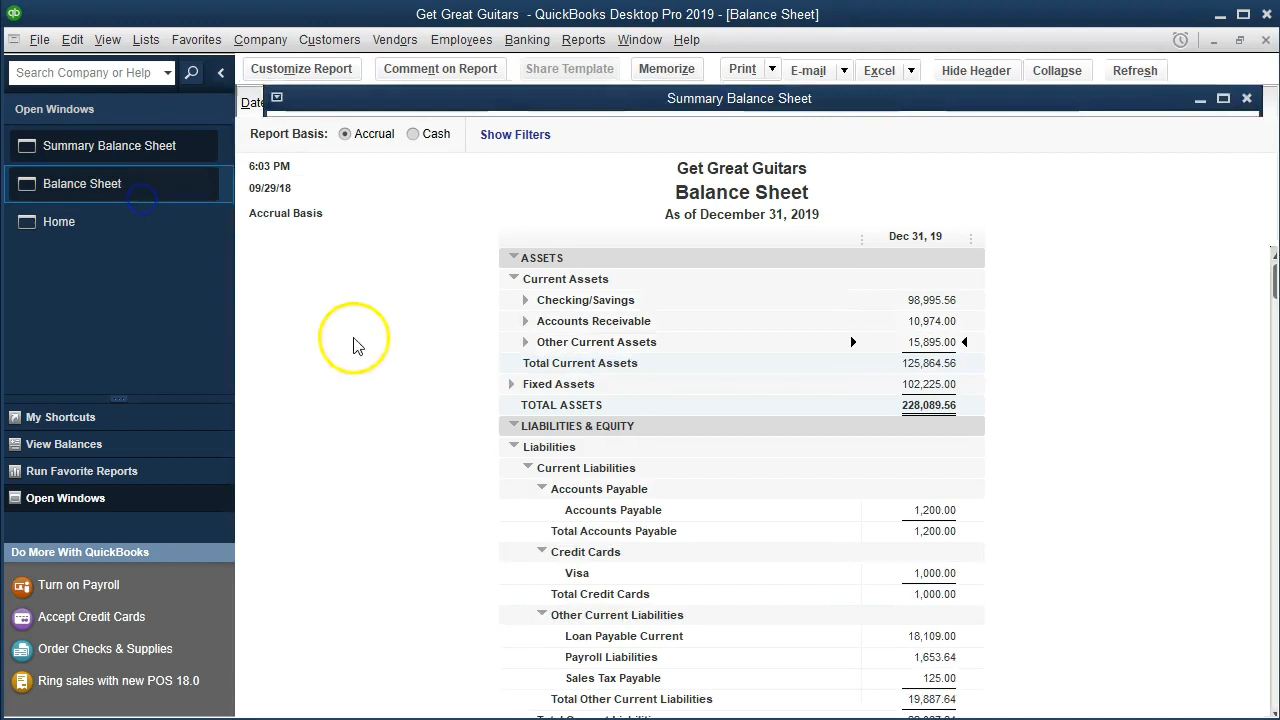 Get Great Guitars - QuickBooks Desktop Pro 2019 - [Balance Sheet]
File Edit View Lists Favorites Company Customers Vendors Employees Banking Reports Window Help
Search Company or Help
Customize Report Comment on Report Share Template Memorize Print E-mail Excel Hide Header Collapse Refresh
Open Windows
Summary Balance Sheet
Balance Sheet
Home
My Shortcuts
View Balances
Run Favorite Reports
Open Windows
Do More With QuickBooks
Turn on Payroll
Accept Credit Cards
Order Checks & Supplies
Ring sales with new POS 18.0
Summary Balance Sheet
Report Basis: Accrual Cash Show Filters
6:03 PM
09/29/18
Accrual Basis
Get Great Guitars
Balance Sheet
As of December 31, 2019
Dec 31, 19
ASSETS
Current Assets
Checking/Savings 98,995.56
Accounts Receivable 10,974.00
Other Current Assets 15,895.00
Total Current Assets 125,864.56
Fixed Assets 102,225.00
TOTAL ASSETS 228,089.56
LIABILITIES & EQUITY
Liabilities
Current Liabilities
Accounts Payable
Accounts Payable 1,200.00
Total Accounts Payable 1,200.00
Credit Cards
Visa 1,000.00
Total Credit Cards 1,000.00
Other Current Liabilities
Loan Payable Current 18,109.00
Payroll Liabilities 1,653.64
Sales Tax Payable 125.00
Total Other Current Liabilities 19,887.64